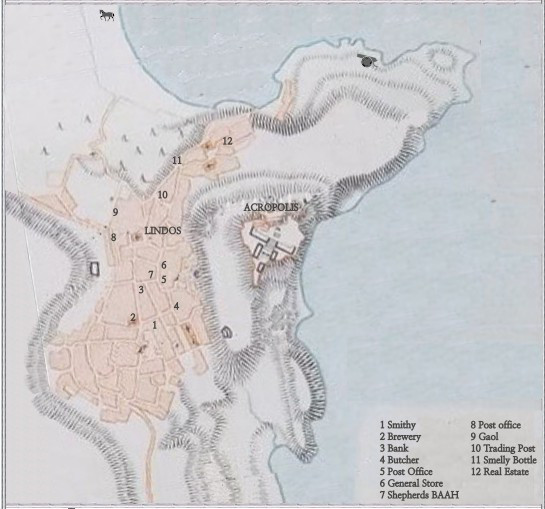 12
11
ACROPOLIS
10
9
LINDOS
8
6
7 5
3
4
2
1
1 Smithy
2 Brewery
3 Bank
4 Butcher
5 Post Office
6 General Store
7 Shepherds BAAH
8 Post office
9 Gaol
10 Trading Post
11 Smelly Bottle
12 Real Estate